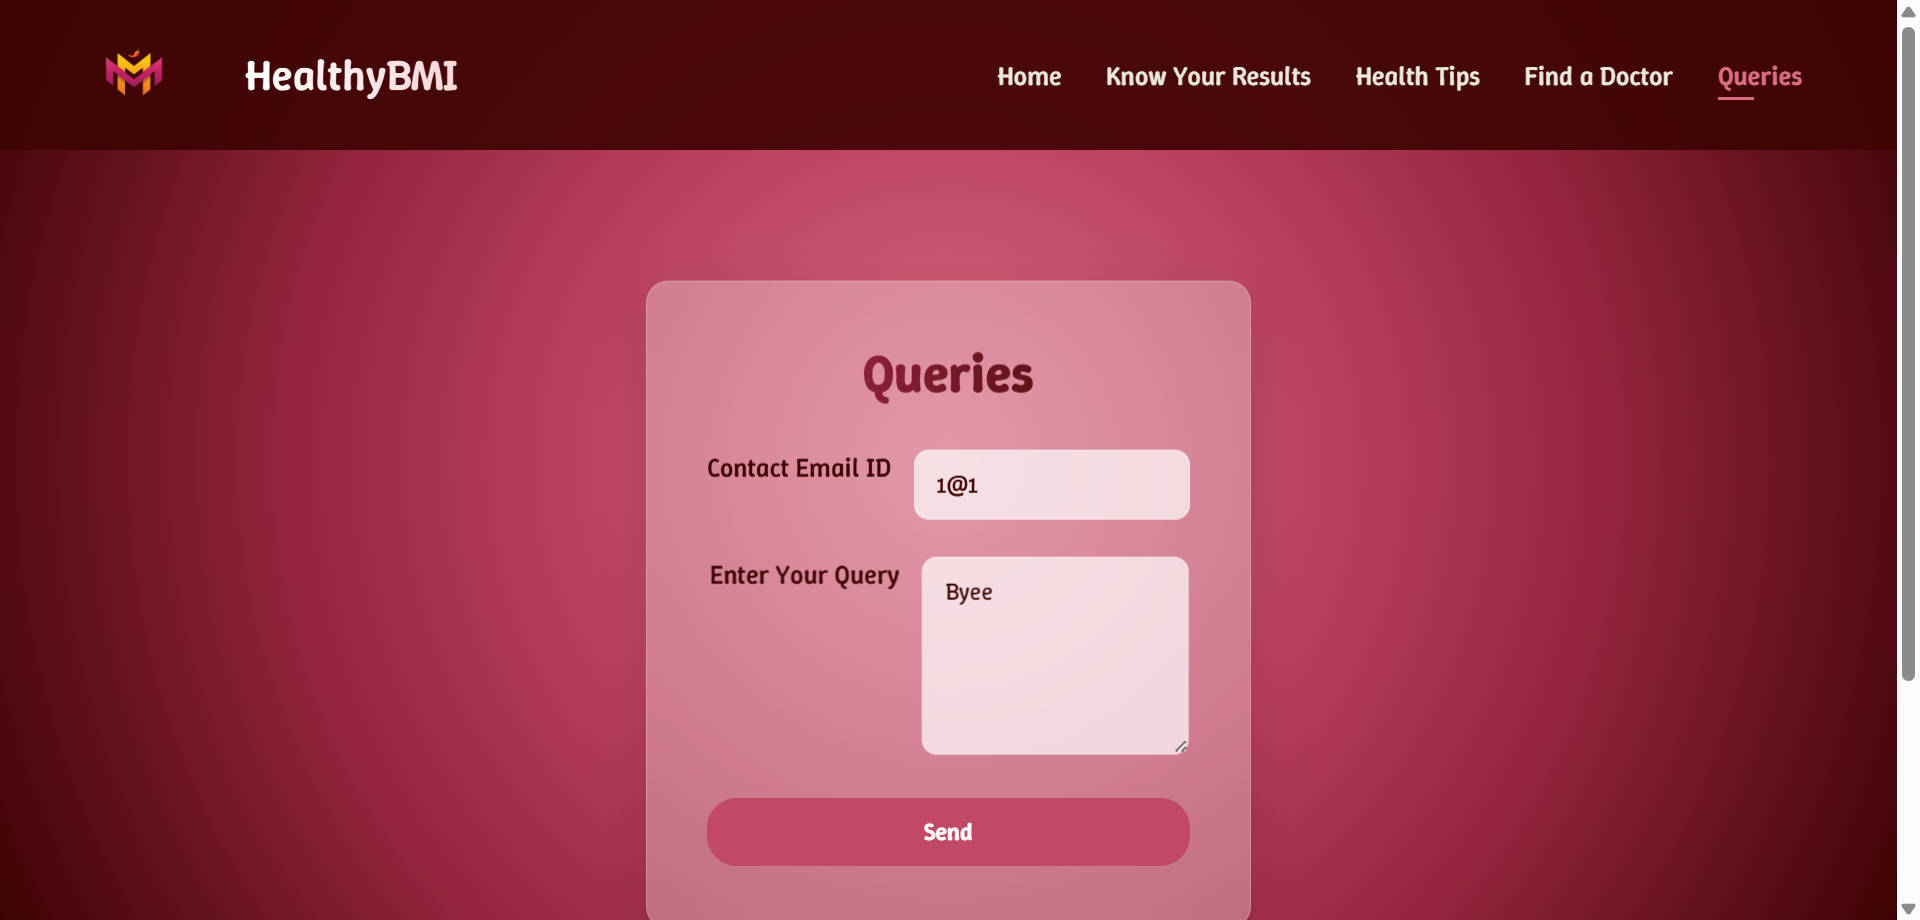 HealthyBMI
Home Know Your Results Health Tips Find a Doctor Queries
Queries
Contact Email ID 1@1
Enter Your Query Byee
Send